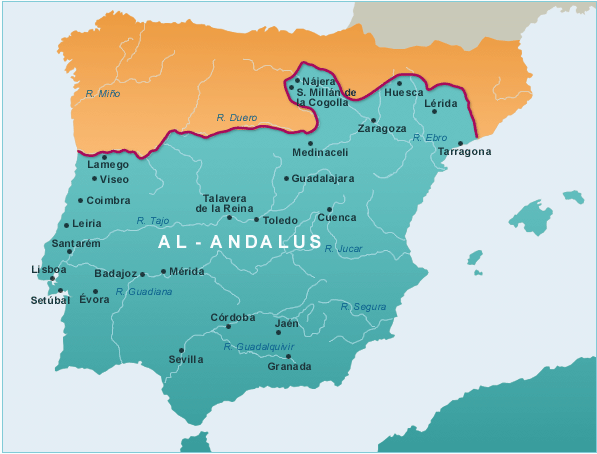 Nájera
S. Millán de
la Cogolla
Huesca
R. Miño
Lérida
R. Duero
Zaragoza
R. Ebro
Medinaceli
Tarragona
Lamego
Viseo
Guadalajara
Coimbra
Talavera
de la Reina
Leiria
R. Tajo
Toledo
Cuenca
Santarém
AL - ANDALUS
R. Jucar
Lisboa
Badajoz
Mérida
Setúbal
Évora
R. Guadiana
R. Segura
Córdoba
Jaén
R. Guadalquivir
Sevilla
Granada